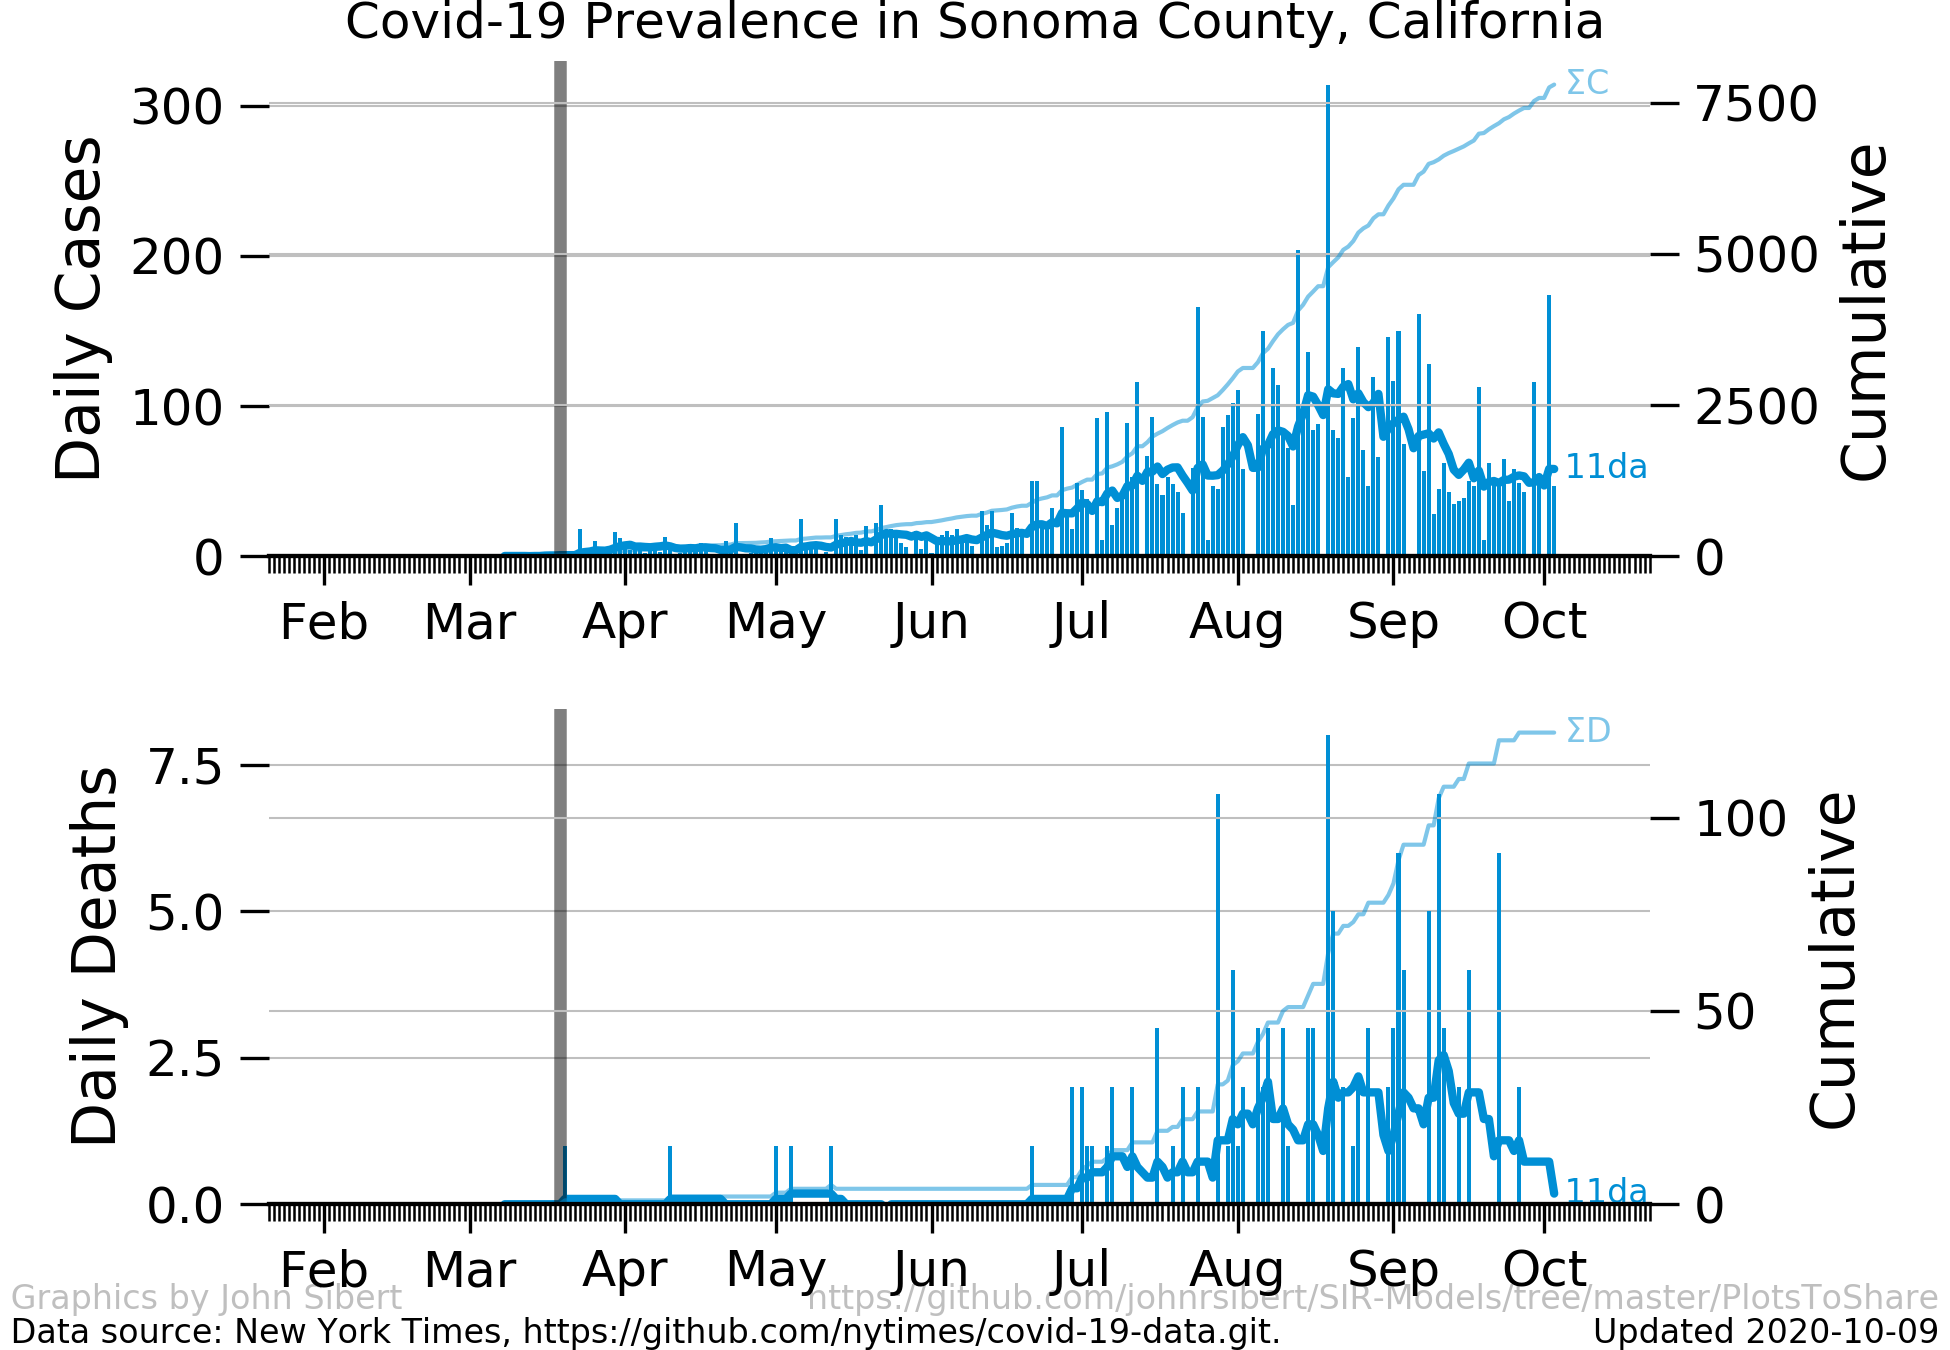 Covid-19 Prevalence in Sonoma County, California
Daily Cases
300
200
100
0
ΣC
11da
7500
5000
2500
0
Cumulative
Feb Mar Apr May Jun Jul Aug Sep Oct
Daily Deaths
7.5
5.0
2.5
0.0
ΣD
11da
100
50
0
Cumulative
Feb Mar Apr May Jun Jul Aug Sep Oct
Graphics by John Sibert https://github.com/johnrsibert/SIR-Models/tree/master/PlotsToShare
Data source: New York Times, https://github.com/nytimes/covid-19-data.git. Updated 2020-10-09